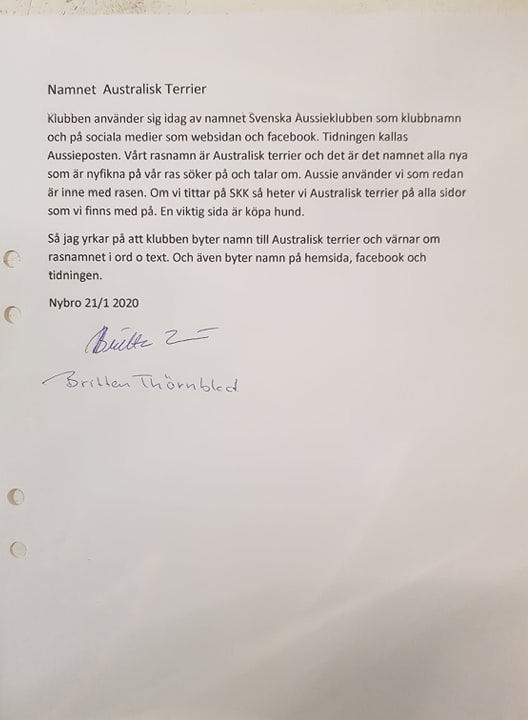 Namnet Australisk Terrier
Klubben använder sig idag av namnet Svenska Aussieklubben som klubbnamn
och på sociala medier som websidan och facebook. Tidningen kallas
Aussieposten. Vårt rasnamn är Australisk terrier och det är det namnet alla nya
som är nyfikna på vår ras söker på och talar om. Aussie använder vi som redan
är inne med rasen. Om vi tittar på SKK så heter vi Australisk terrier på alla sidor
som vi finns med på. En viktig sida är köpa hund.
Så jag yrkar på att klubben byter namn till Australisk terrier och värnar om
rasnamnet i ord o text. Och även byter namn på hemsida, facebook och
tidningen.
Nybro 21/1 2020
Britten Thörnblad